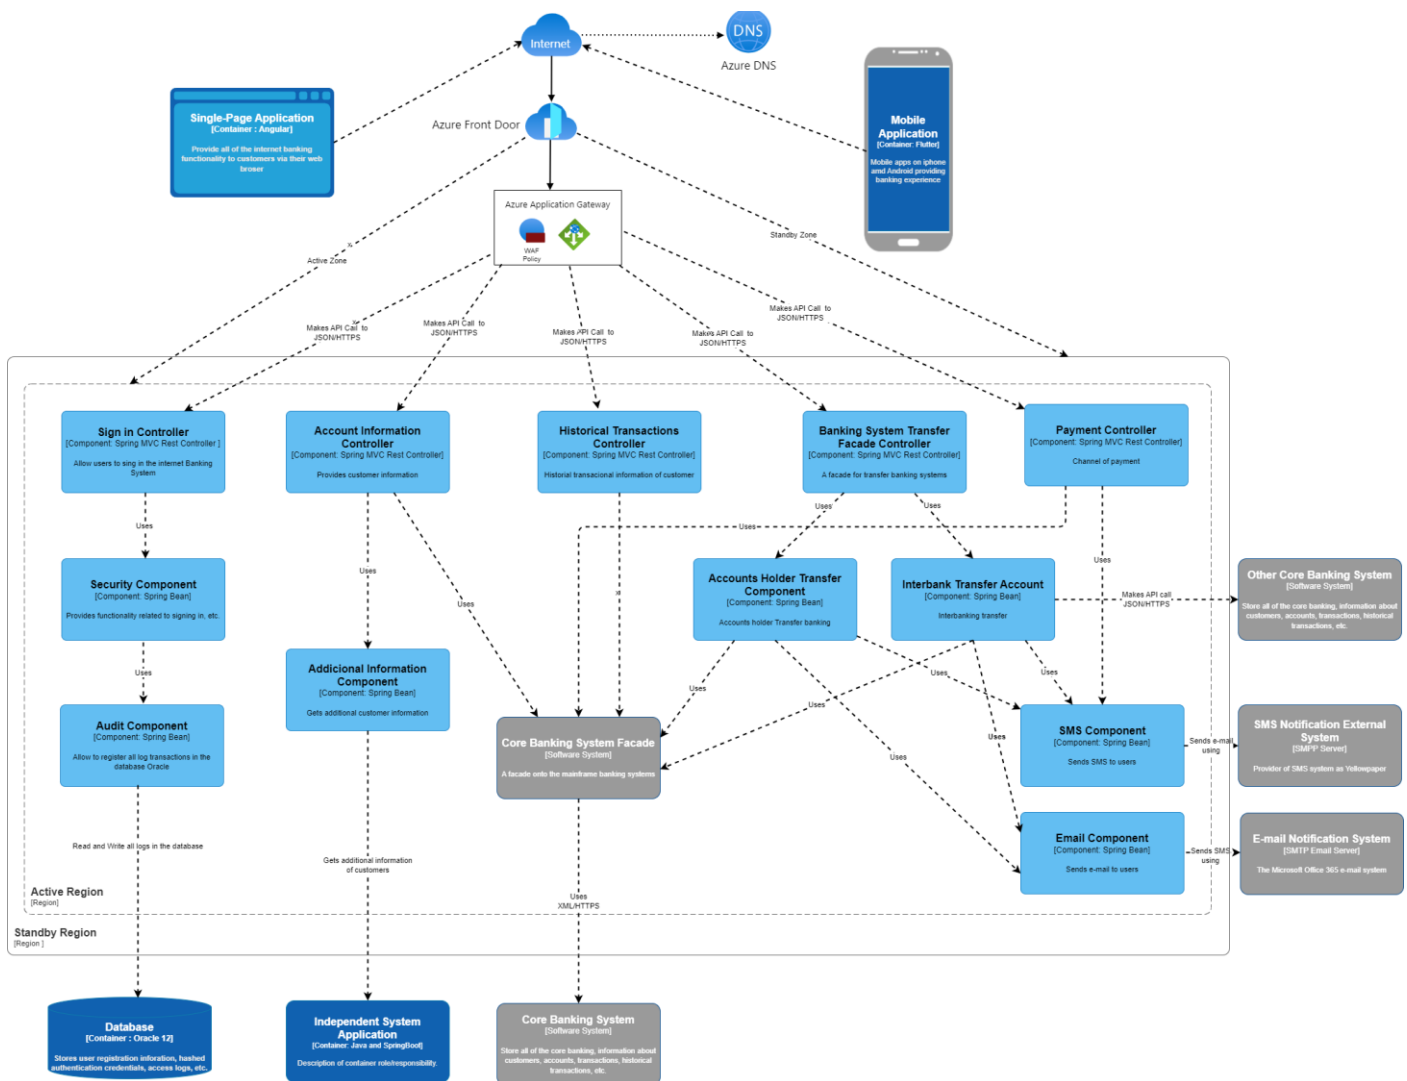 Internet
DNS
Azure DNS
Single-Page Application
[Container : Angular]
Provide all of the internet banking
functionality to customers via their web
broser
Azure Front Door
Mobile
Application
[Container: Flutter]
Mobile apps on iphone
amd Android providing
banking experience
Azure Application Gateway
WAF
Policy
Active Zone
Standby Zone
Makes API Call to
JSON/HTTPS
Makes API Call to
JSON/HTTPS
Makes API Call to
JSON/HTTPS
Makes API Call to
JSON/HTTPS
Makes API Call to
JSON/HTTPS
Sign in Controller
[Component: Spring MVC Rest Controller ]
Allow users to sing in the internet Banking
System
Account Information
Controller
[Component: Spring MVC Rest Controller]
Provides customer information
Historical Transactions
Controller
[Component: Spring MVC Rest Controller]
Historial transacional information of customer
Banking System Transfer
Facade Controller
[Component: Spring MVC Rest Controller]
A facade for transfer banking systems
Payment Controller
[Component: Spring MVC Rest Controller]
Channel of payment
Uses
Uses
Uses
Uses
Uses
Uses
Uses
Security Component
[Component: Spring Bean]
Provides functionality related to signing in, etc.
Accounts Holder Transfer
Component
[Component: Spring Bean]
Accounts holder Transfer banking
Interbank Transfer Account
[Component: Spring Bean]
Interbanking transfer
Makes API call
JSON/HTTPS
Other Core Banking System
[Software System]
Store all of the core banking, information about
customers, accounts, transactions, historical
transactions, etc.
Uses
Addicional Information
Component
[Component: Spring Bean]
Gets additional customer information
Uses
Uses
Uses
Uses
Uses
Audit Component
[Component: Spring Bean]
Allow to register all log transactions in the
database Oracle
Core Banking System Facade
[Software System]
A facade onto the mainframe banking systems
SMS Component
[Component: Spring Bean]
Sends SMS to users
Sends e-mail
using
SMS Notification External
System
[SMPP Server]
Provider of SMS system as Yellowpaper
Uses
Read and Write all logs in the database
Email Component
[Component: Spring Bean]
Sends e-mail to users
Sends SMS
using
E-mail Notification System
[SMTP Email Server]
The Microsoft Office 365 e-mail system
Gets additional information
of customers
Uses
XML/HTTPS
Active Region
[Region]
Standby Region
[Region ]
Database
[Container : Oracle 12]
Stores user registration inforation, hashed
authentication credentials, access logs, etc.
Independent System
Application
[Container: Java and SpringBoot]
Description of container role/responsibility.
Core Banking System
[Software System]
Store all of the core banking, information about
customers, accounts, transactions, historical
transactions, etc.